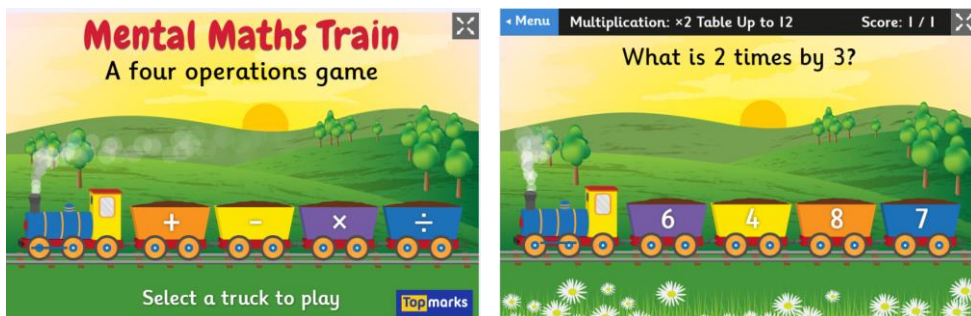 Mental Maths Train
A four operations game
+ − × ÷
Select a truck to play
Topmarks
◂ Menu Multiplication: ×2 Table Up to 12 Score: 1 / 1
What is 2 times by 3?
6 4 8 7